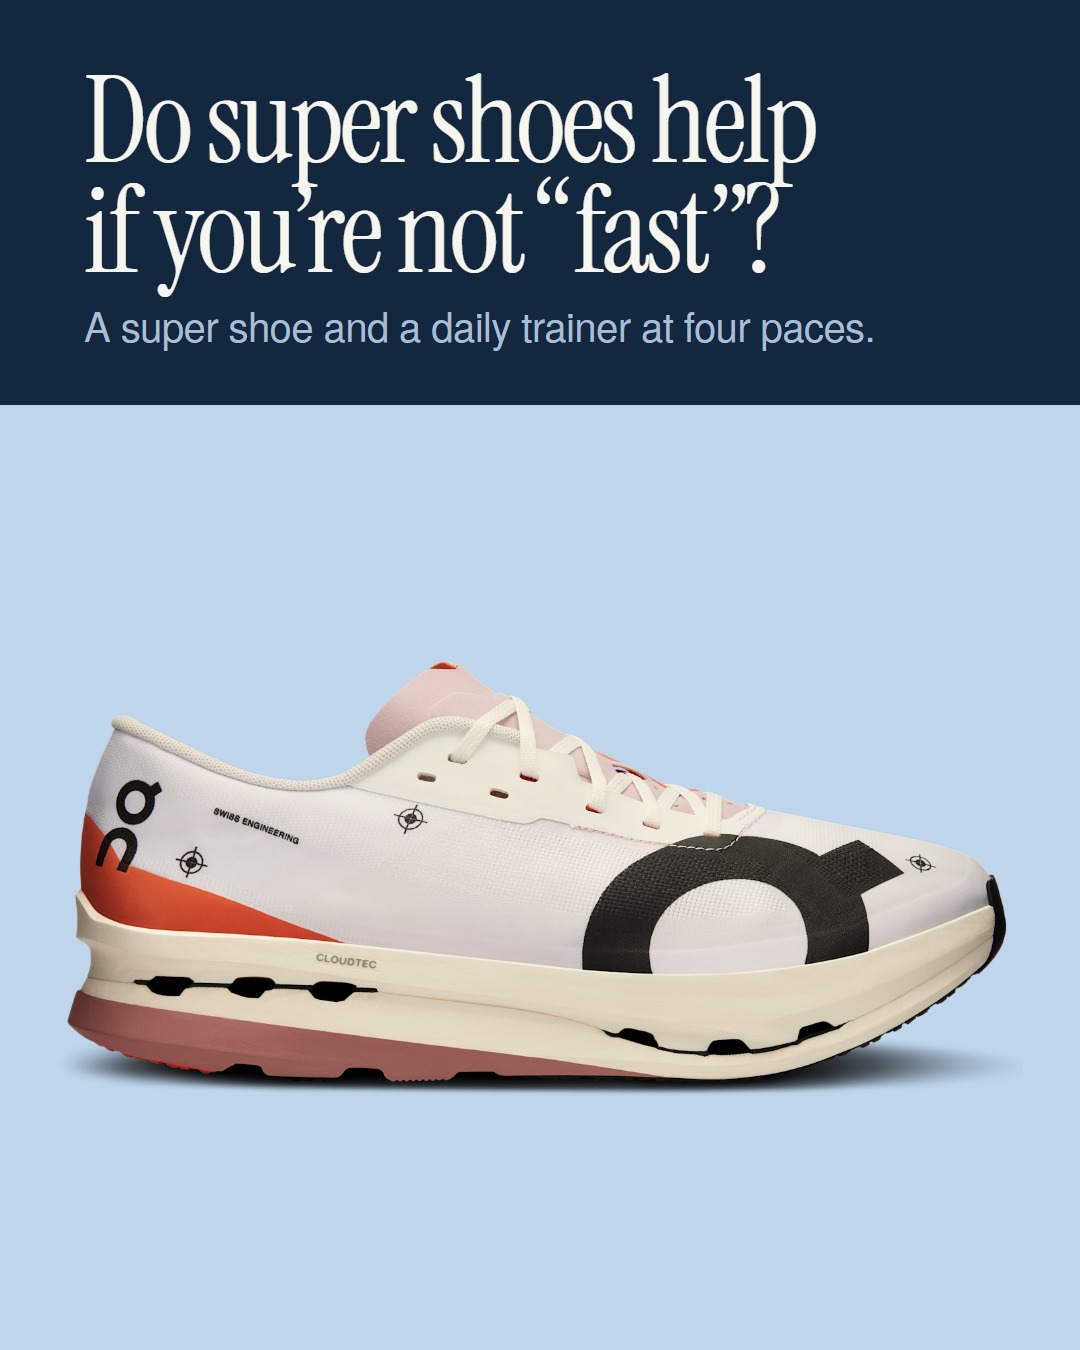 Do super shoes help
if you’re not “fast”?
A super shoe and a daily trainer at four paces.
On
SWISS ENGINEERING
CLOUDTEC